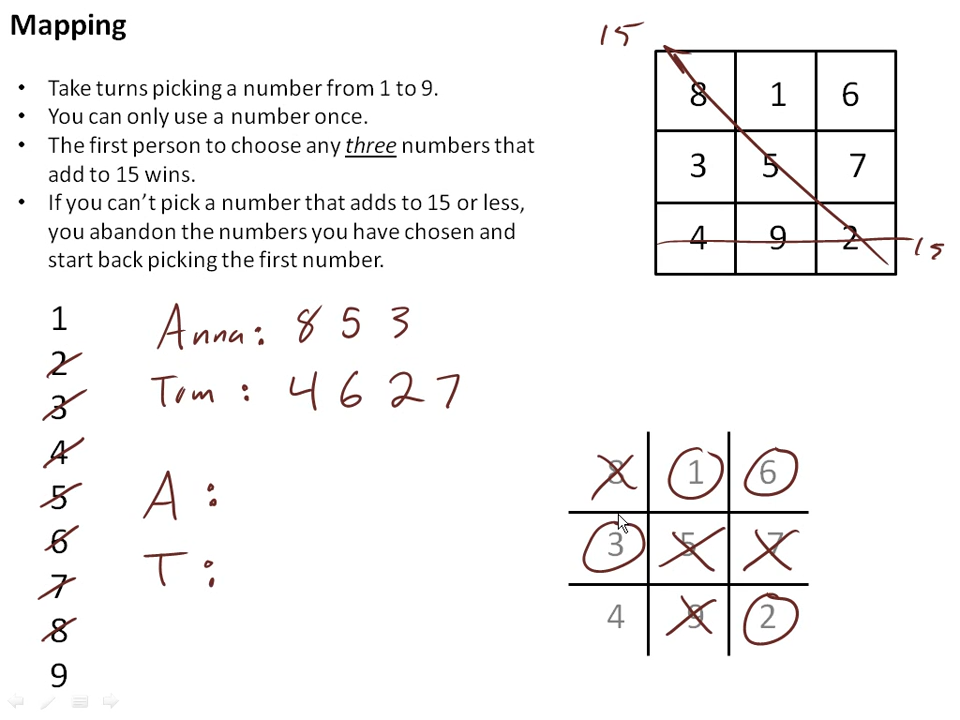 Mapping
• Take turns picking a number from 1 to 9.
• You can only use a number once.
• The first person to choose any three numbers that
add to 15 wins.
• If you can't pick a number that adds to 15 or less,
you abandon the numbers you have chosen and
start back picking the first number.
1
2
3
4
5
6
7
8
9
Anna: 8 5 3
Tom: 4 6 2 7
A:
T:
15
8 1 6
3 5 7
4 9 2 15
8 1 6
3 5 7
4 9 2